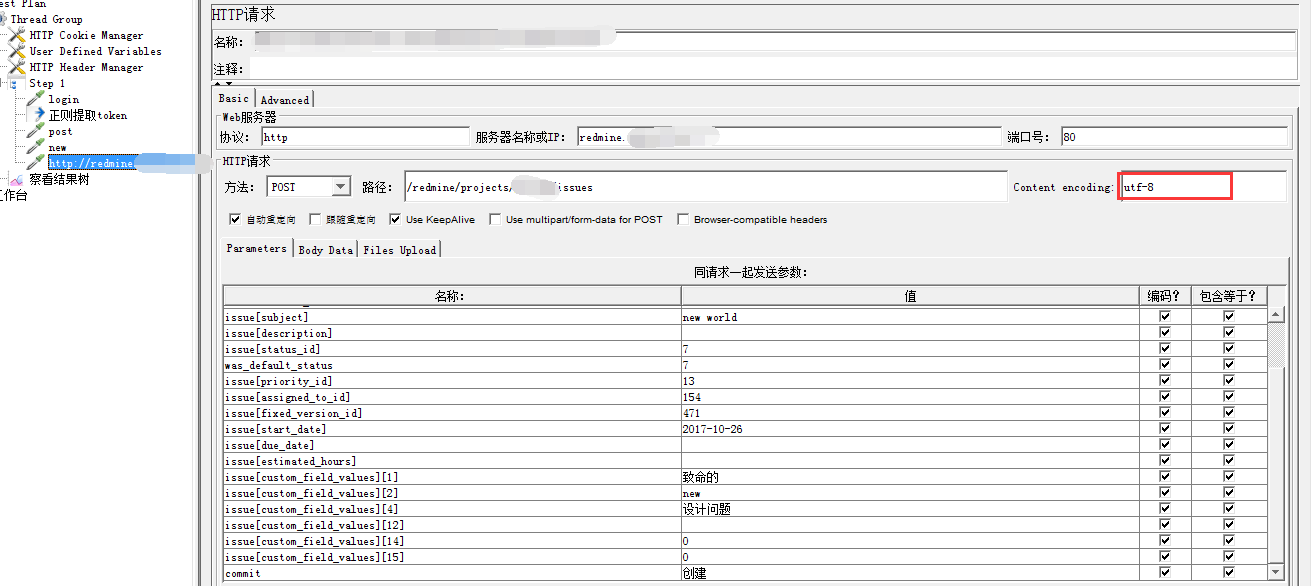 est Plan
Thread Group
HTTP Cookie Manager
User Defined Variables
HTTP Header Manager
Step 1
login
正则提取token
post
new
http://redmine
察看结果树
工作台
HTTP请求
名称：
注释：
Basic Advanced
Web服务器
协议： http 服务器名称或IP： redmine. 端口号： 80
HTTP请求
方法： POST 路径： /redmine/projects/ issues Content encoding: utf-8
自动重定向 跟随重定向 Use KeepAlive Use multipart/form-data for POST Browser-compatible headers
Parameters Body Data Files Upload
同请求一起发送参数：
名称： 值 编码？ 包含等于？
issue[subject] new world
issue[description]
issue[status_id] 7
was_default_status 7
issue[priority_id] 13
issue[assigned_to_id] 154
issue[fixed_version_id] 471
issue[start_date] 2017-10-26
issue[due_date]
issue[estimated_hours]
issue[custom_field_values][1] 致命的
issue[custom_field_values][2] new
issue[custom_field_values][4] 设计问题
issue[custom_field_values][12]
issue[custom_field_values][14] 0
issue[custom_field_values][15] 0
commit 创建